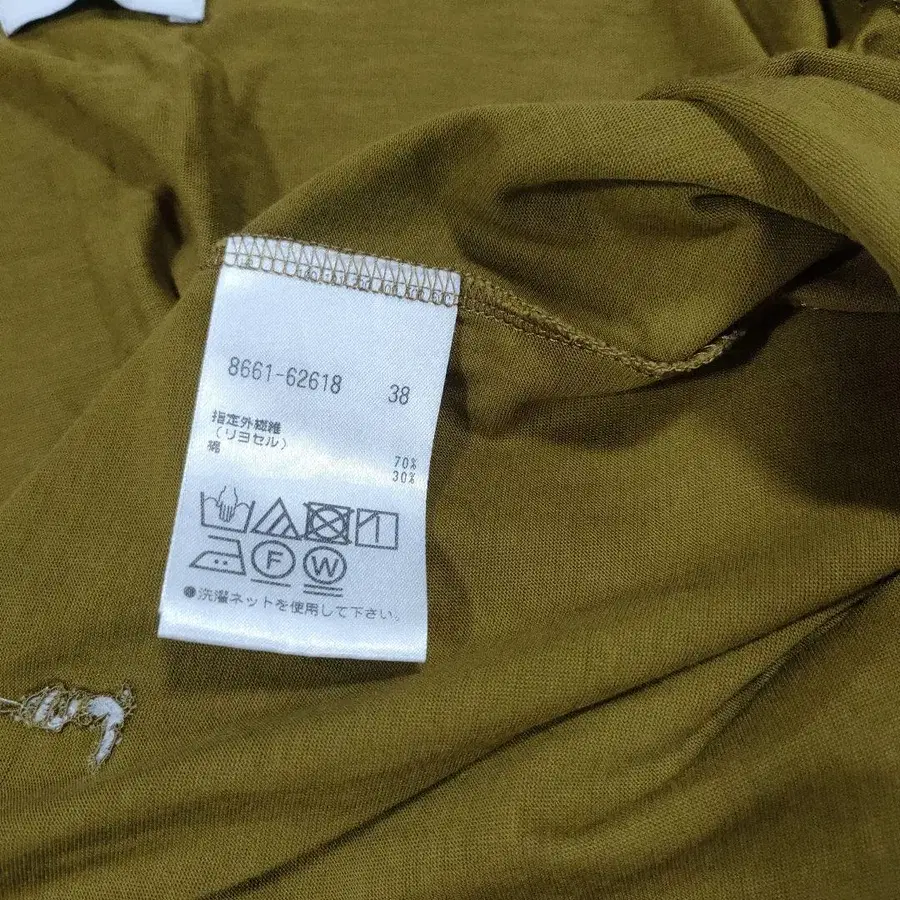 8661-62618 38
指定外繊維
(リヨセル)
綿
70%
30%
F W
●洗濯ネットを使用して下さい。